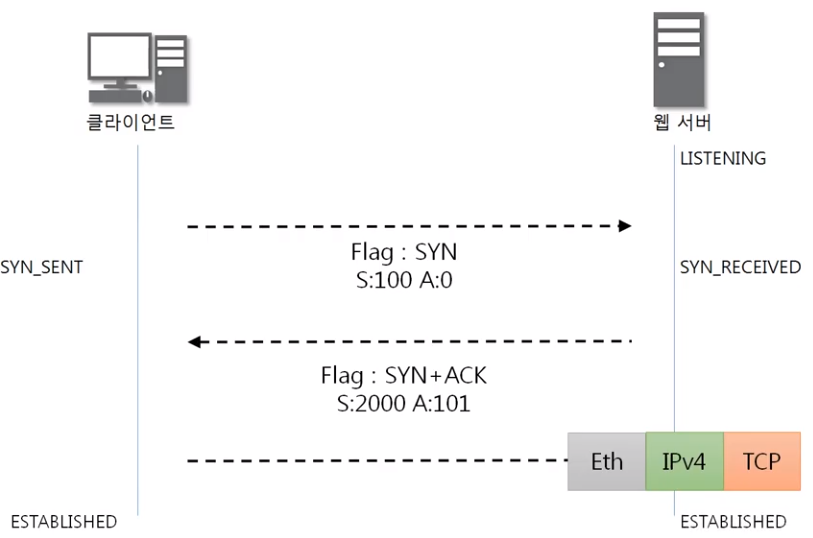 클라이언트
웹 서버
LISTENING
Flag : SYN
S:100 A:0
SYN_SENT
SYN_RECEIVED
Flag : SYN+ACK
S:2000 A:101
Eth
IPv4
TCP
ESTABLISHED
ESTABLISHED